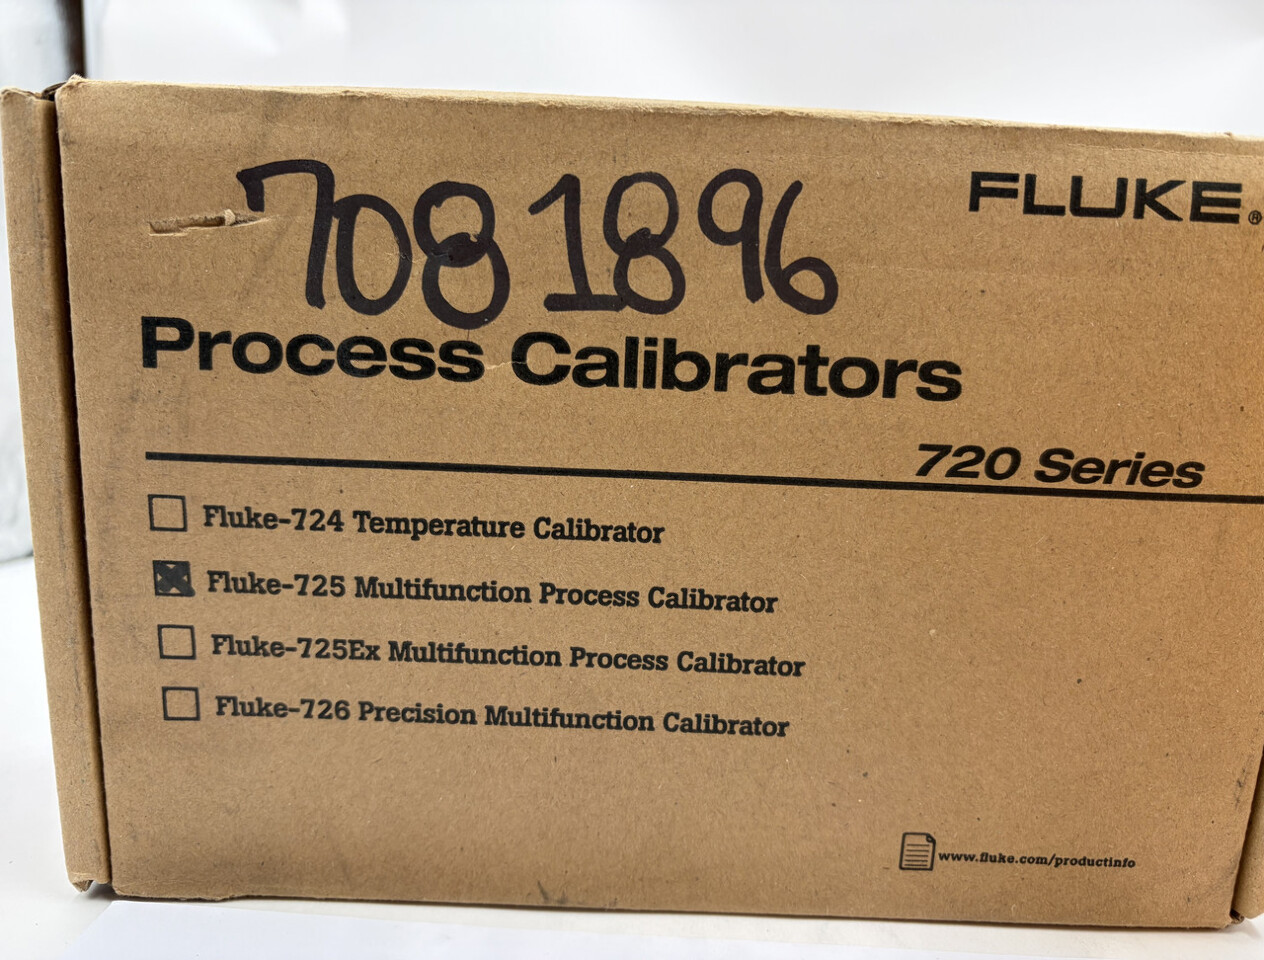 7081896
FLUKE®
Process Calibrators
720 Series
Fluke-724 Temperature Calibrator
Fluke-725 Multifunction Process Calibrator
Fluke-725Ex Multifunction Process Calibrator
Fluke-726 Precision Multifunction Calibrator
www.fluke.com/productinfo